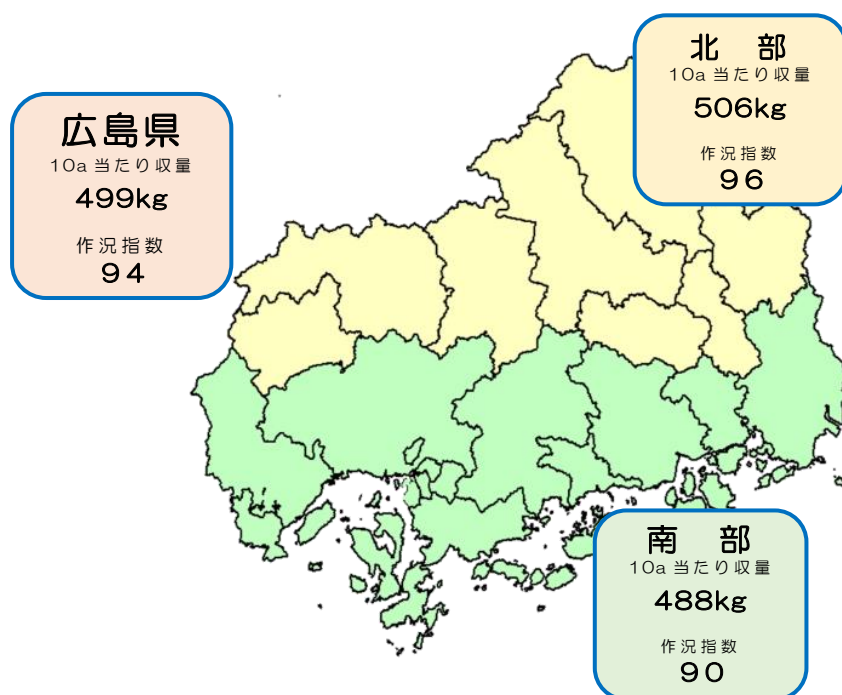 北　部
10a 当たり収量
506kg
作況指数
96
広島県
10a 当たり収量
499kg
作況指数
94
南　部
10a 当たり収量
488kg
作況指数
90